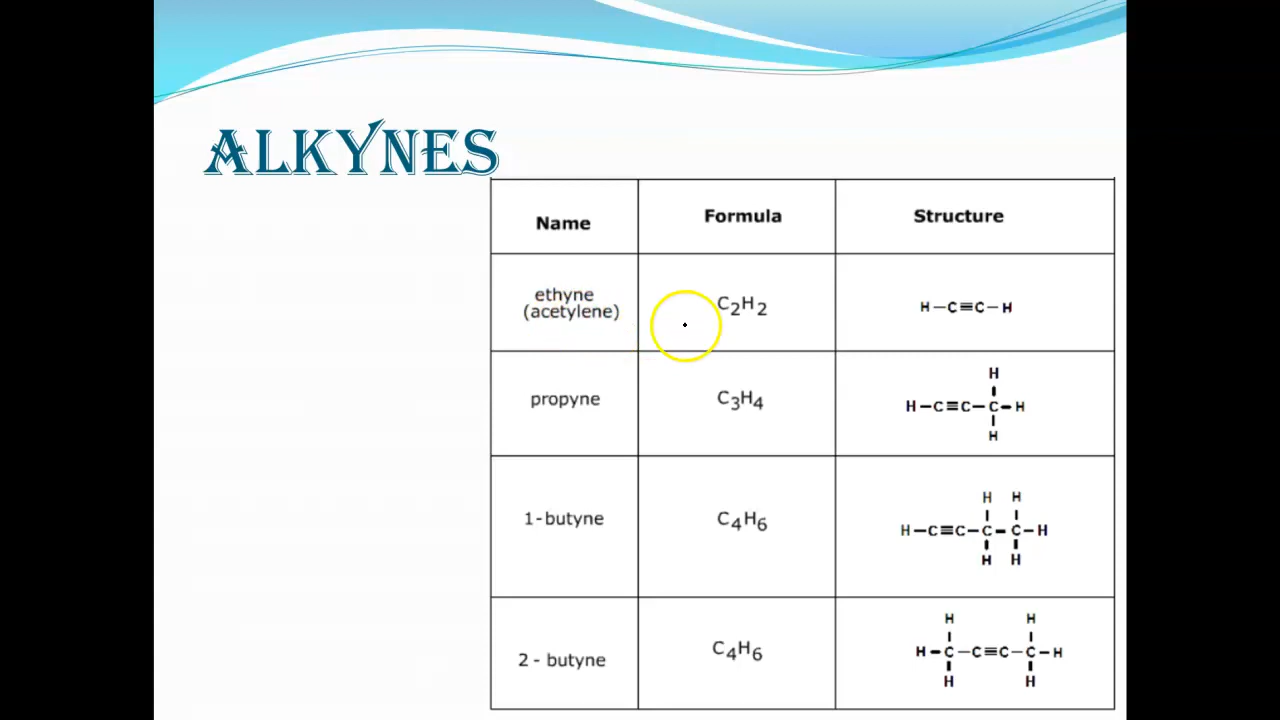 ALKYNES
Name Formula Structure
ethyne
(acetylene)
C2H2
H-C≡C-H
propyne
C3H4
H
H-C≡C-C-H
H
1-butyne
C4H6
H H
H-C≡C-C-C-H
H H
2 - butyne
C4H6
H H
H-C-C≡C-C-H
H H